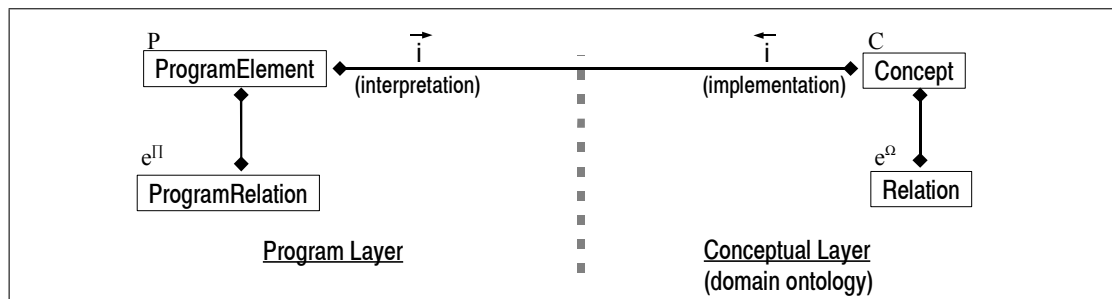 P
ProgramElement
i
(interpretation)
i
(implementation)
C
Concept
e^Π
ProgramRelation
e^Ω
Relation
Program Layer
Conceptual Layer
(domain ontology)